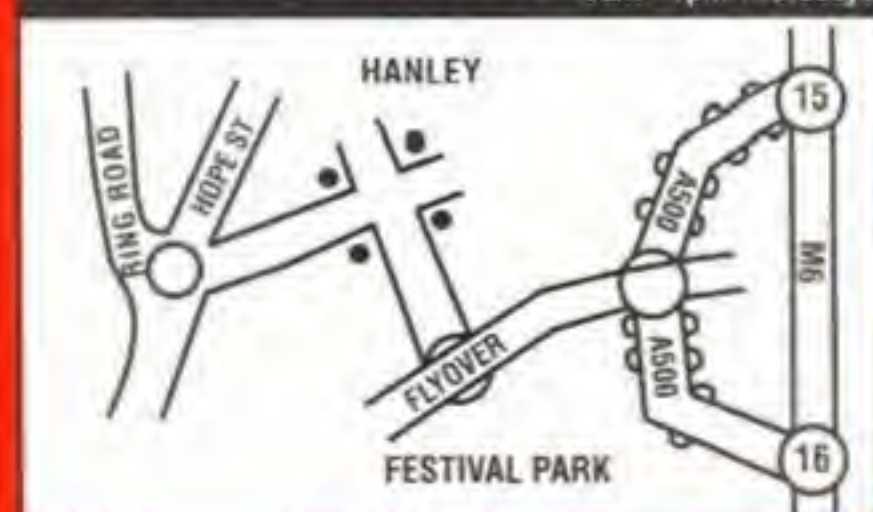 HANLEY
15
RING ROAD
HOPE ST
A500
M6
FLYOVER
A500
FESTIVAL PARK
16